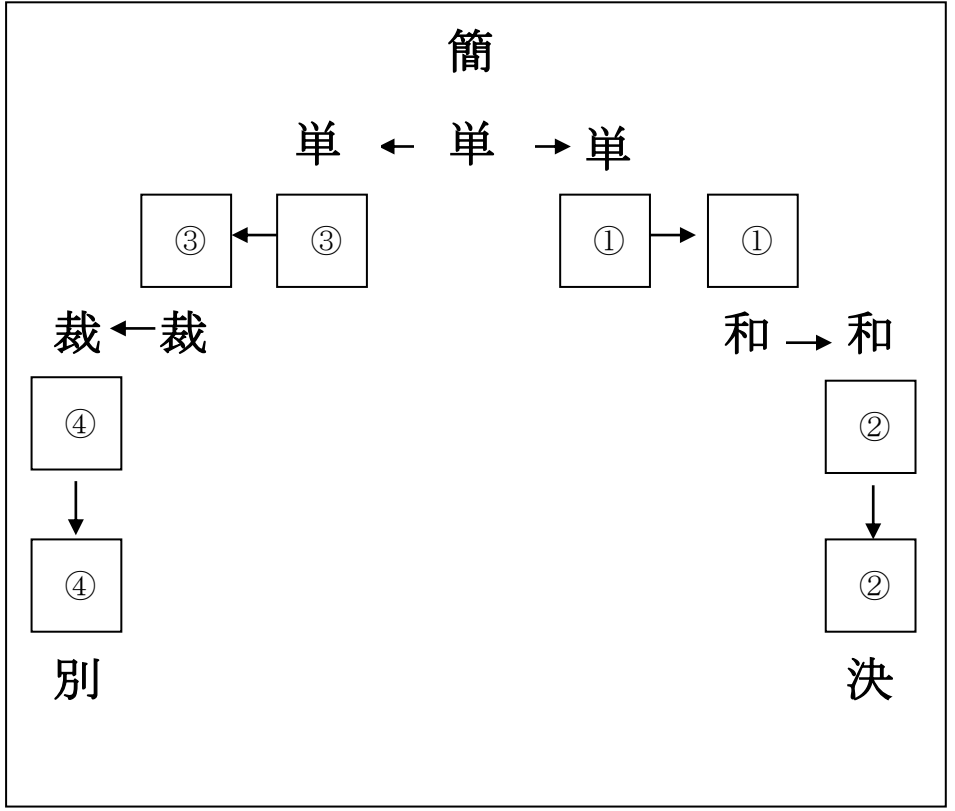 簡
単 ← 単 → 単
③ ← ③ ① → ①
裁 ← 裁 和 → 和
④ ②
↓ ↓
④ ②
別 決